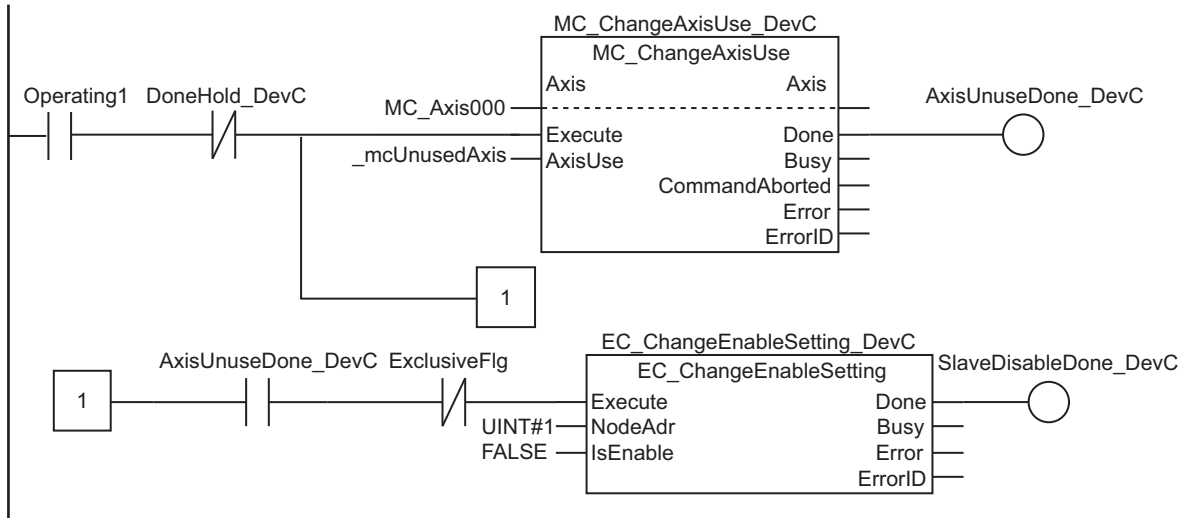 MC_ChangeAxisUse_DevC
MC_ChangeAxisUse
Operating1 DoneHold_DevC
Axis Axis
AxisUnuseDone_DevC
MC_Axis000
Execute Done
_mcUnusedAxis AxisUse Busy
CommandAborted
Error
ErrorID
1
EC_ChangeEnableSetting_DevC
AxisUnuseDone_DevC ExclusiveFlg EC_ChangeEnableSetting SlaveDisableDone_DevC
1 Execute Done
UINT#1 NodeAdr Busy
FALSE IsEnable Error
ErrorID